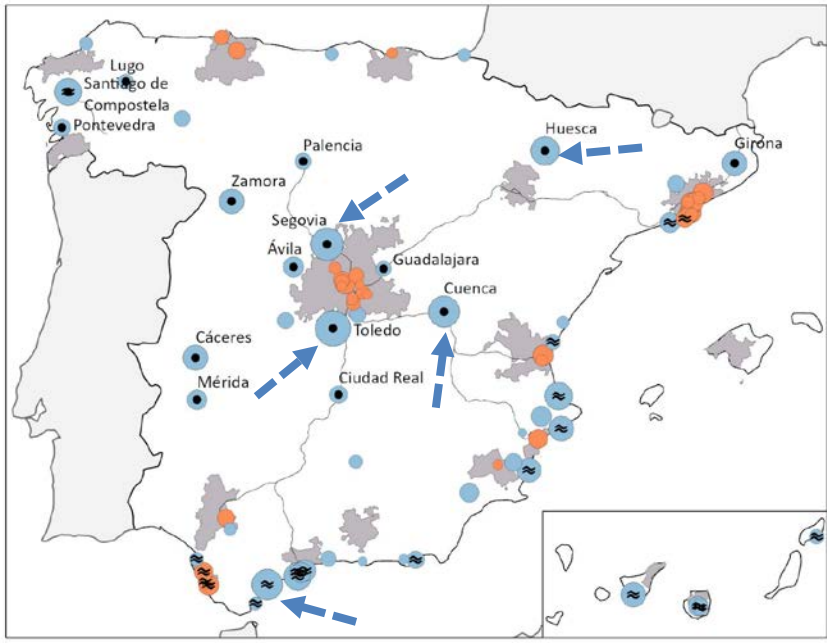 Lugo
Santiago de
Compostela
Pontevedra
Palencia
Huesca
Girona
Zamora
Segovia
Ávila
Guadalajara
Cuenca
Toledo
Cáceres
Mérida
Ciudad Real